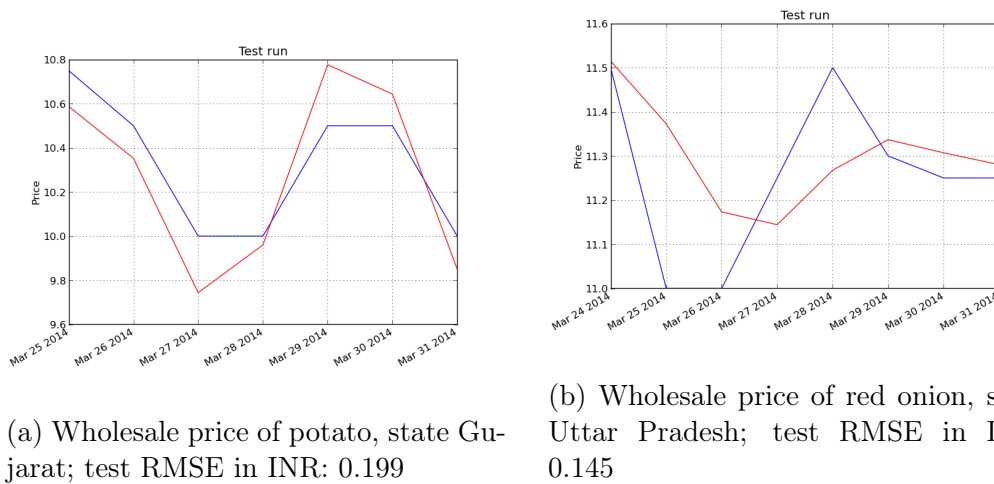 Test run
10.8
10.6
10.4
10.2
10.0
9.8
9.6
Price
Mar 25 2014
Mar 26 2014
Mar 27 2014
Mar 28 2014
Mar 29 2014
Mar 30 2014
Mar 31 2014
(a) Wholesale price of potato, state Gu-
jarat; test RMSE in INR: 0.199
Test run
11.6
11.5
11.4
11.3
11.2
11.1
11.0
Price
Mar 24 2014
Mar 25 2014
Mar 26 2014
Mar 27 2014
Mar 28 2014
Mar 29 2014
Mar 30 2014
Mar 31 2014
(b) Wholesale price of red onion,
Uttar Pradesh; test RMSE in
0.145